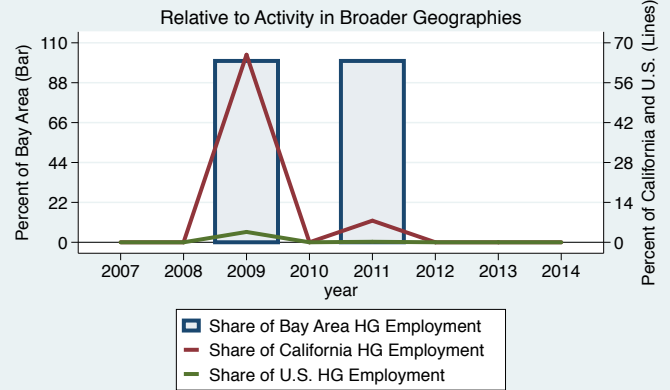 Relative to Activity in Broader Geographies
Percent of Bay Area (Bar)
110
88
66
44
22
0
70
56
42
28
14
0
Percent of California and U.S. (Lines)
2007 2008 2009 2010 2011 2012 2013 2014
year
Share of Bay Area HG Employment
Share of California HG Employment
Share of U.S. HG Employment